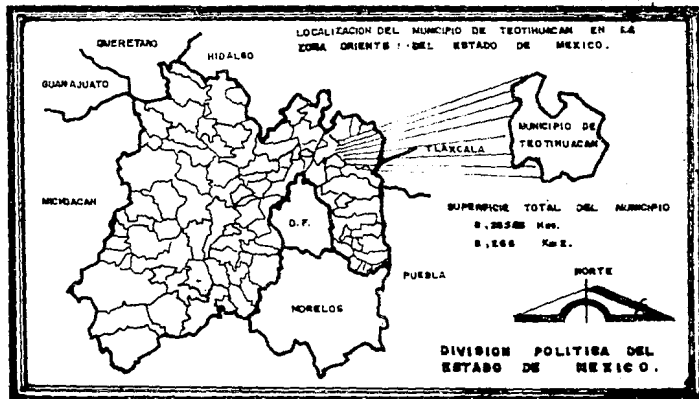 LOCALIZACION DEL MUNICIPIO DE TEOTIHUACAN EN LA
ZONA ORIENTE DEL ESTADO DE MEXICO.
QUERETARO
HIDALGO
GUANAJUATO
MUNICIPIO DE
TEOTIHUACAN
TLAXCALA
MICHOACAN
SUPERFICIE TOTAL DEL MUNICIPIO
Km2.
D.F.
PUEBLA
NORTE
MORELOS
DIVISION POLITICA DEL
ESTADO DE MEXICO.